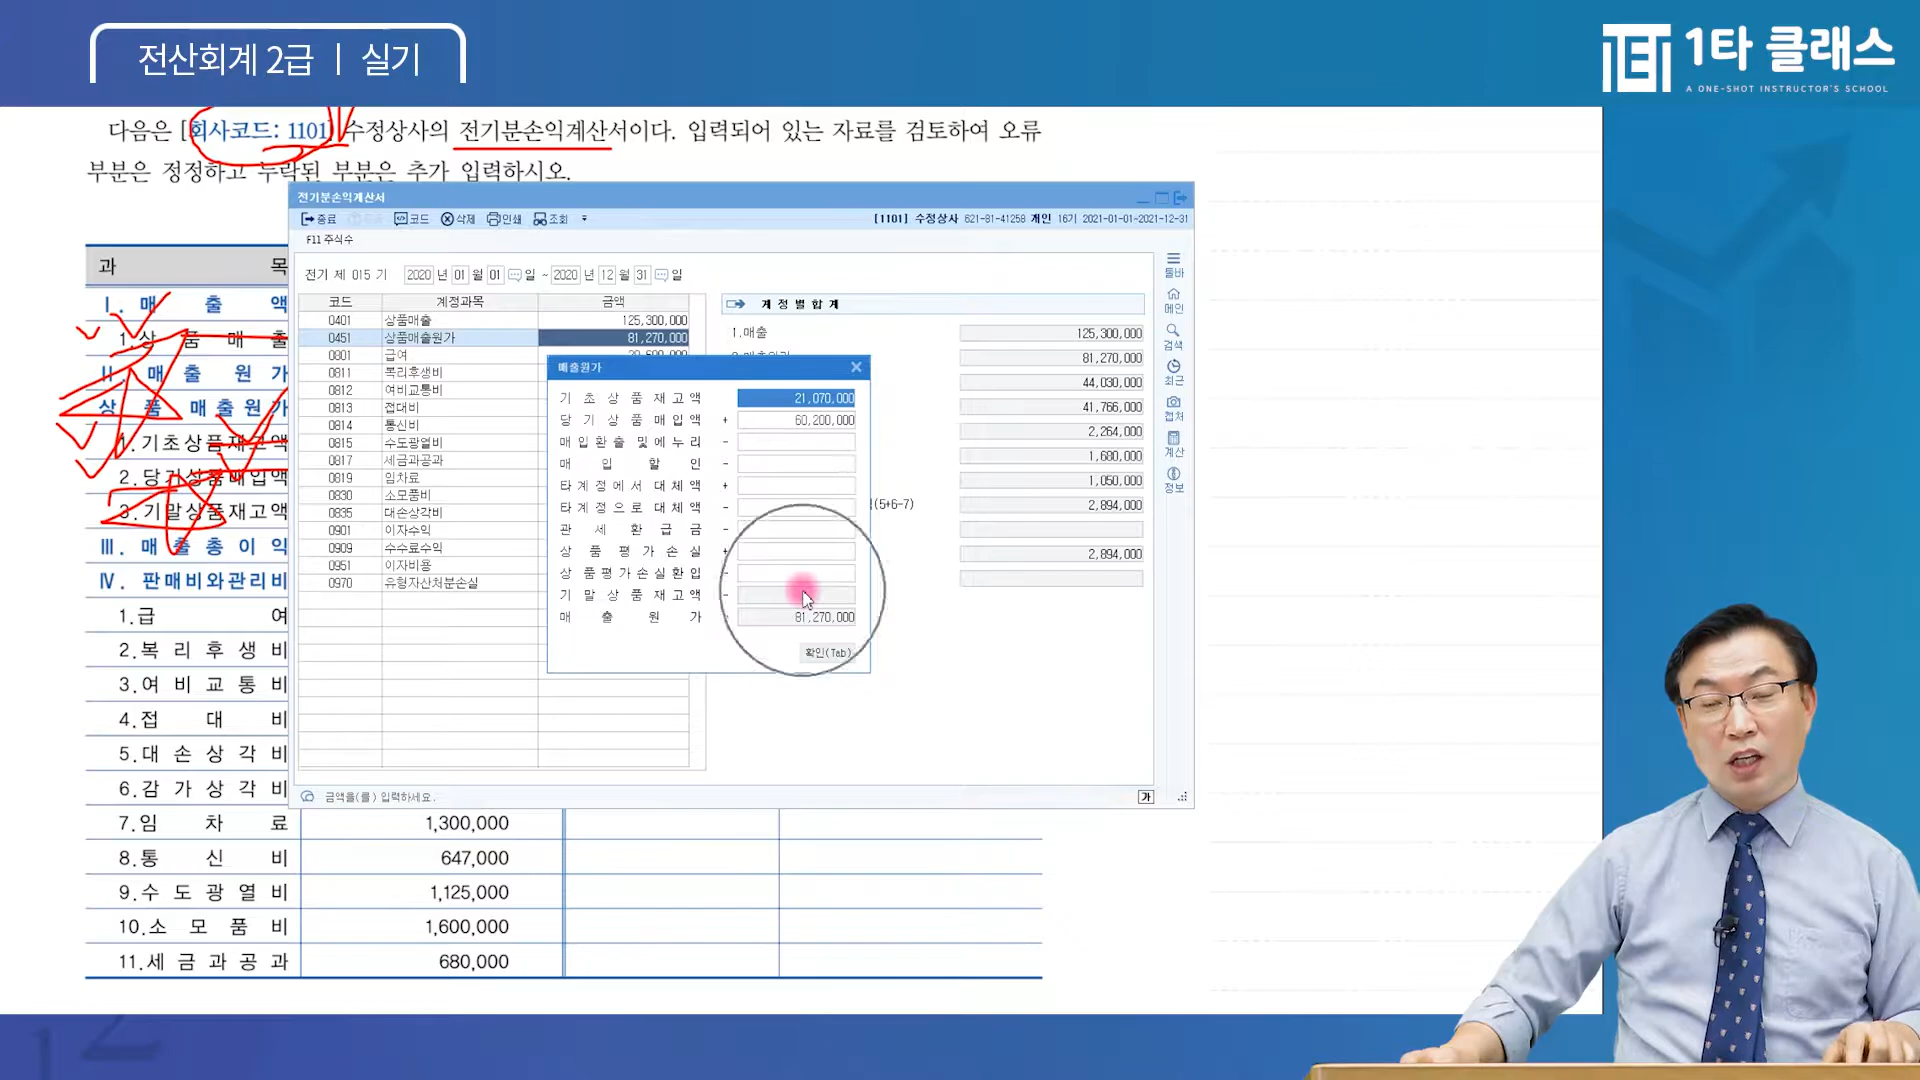 전산회계 2급 | 실기
1타 클래스
A ONE-SHOT INSTRUCTOR'S SCHOOL
다음은 [회사코드: 1101] 수정상사의 전기분손익계산서이다. 입력되어 있는 자료를 검토하여 오류
부분은 정정하고 누락된 부분은 추가 입력하시오.
전기분손익계산서
종료 코드 삭제 인쇄 조회
[1101] 수정상사 621-81-41258 개인 16기 2021-01-01~2021-12-31
F11 주식수
전기 제 015 기 2020 년 01 월 01 일 ~ 2020 년 12 월 31 일
코드 계정과목 금액
0401 상품매출 125,300,000
0451 상품매출원가 81,270,000
0801 급여
0811 복리후생비
0812 여비교통비
0813 접대비
0814 통신비
0815 수도광열비
0817 세금과공과
0819 임차료
0830 소모품비
0835 대손상각비
0901 이자수익
0909 수수료수익
0951 이자비용
0970 유형자산처분손실
계 정 별 합 계
1.매출 125,300,000
81,270,000
44,030,000
41,766,000
2,264,000
1,680,000
1,050,000
(5+6-7) 2,894,000
2,894,000
매출원가
기 초 상 품 재 고 액 21,070,000
당 기 상 품 매 입 액 + 60,200,000
매 입 환 출 및 에 누 리 -
매 입 할 인 -
타 계 정 에 서 대 체 액 +
타 계 정 으 로 대 체 액 -
관 세 환 급 금 -
상 품 평 가 손 실 +
상 품 평 가 손 실 환 입 -
기 말 상 품 재 고 액 -
매 출 원 가 81,270,000
확인(Tab)
툴바
메인
검색
최근
캡처
계산
정보
금액을(를) 입력하세요.
가
과 목
Ⅰ. 매 출 액
1.상 품 매 출
Ⅱ. 매 출 원 가
상 품 매 출 원 가
1.기초상품재고액
2.당기상품매입액
3.기말상품재고액
Ⅲ. 매 출 총 이 익
Ⅳ. 판매비와관리비
1.급 여
2.복 리 후 생 비
3.여 비 교 통 비
4.접 대 비
5.대 손 상 각 비
6.감 가 상 각 비
7.임 차 료 1,300,000
8.통 신 비 647,000
9.수 도 광 열 비 1,125,000
10.소 모 품 비 1,600,000
11.세 금 과 공 과 680,000